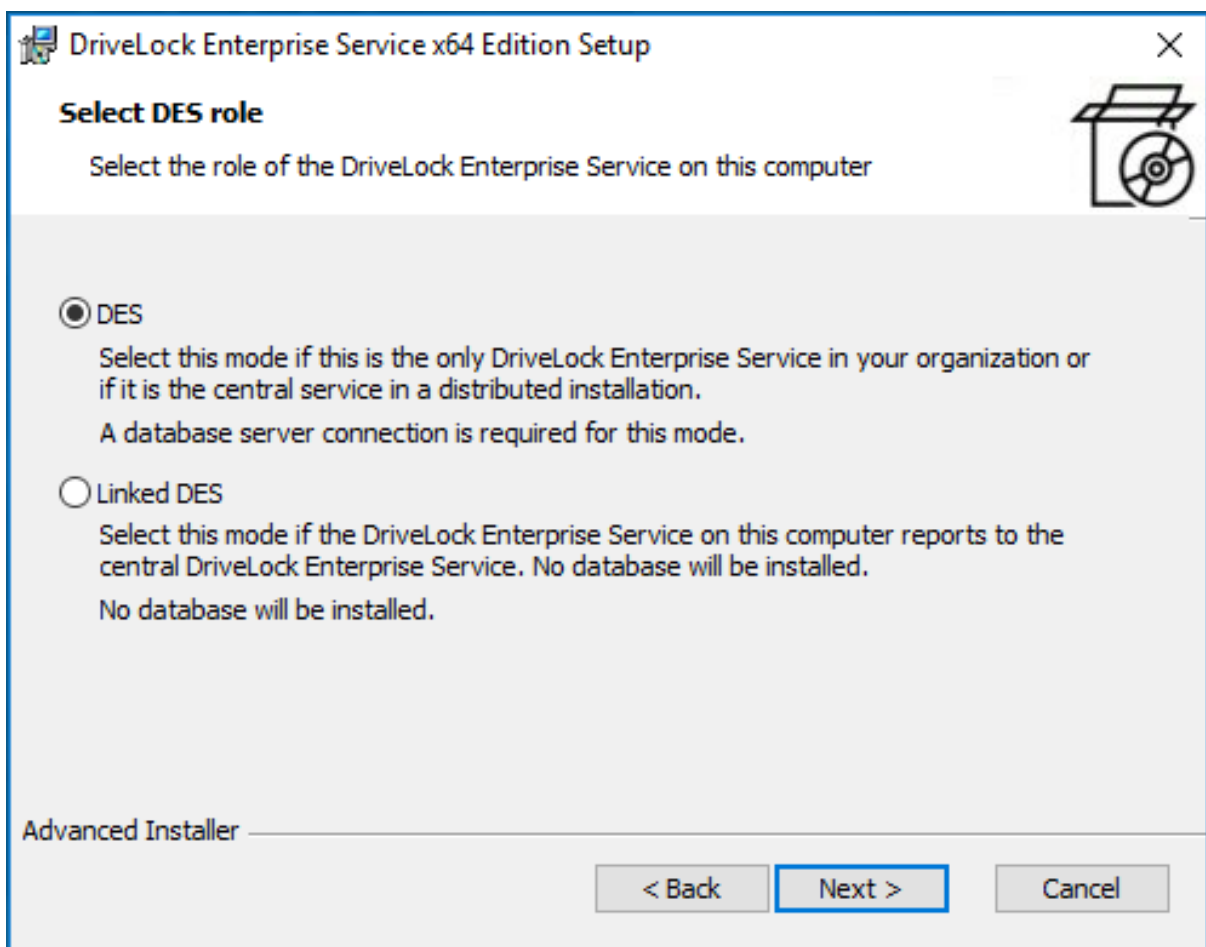 DriveLock Enterprise Service x64 Edition Setup
Select DES role
Select the role of the DriveLock Enterprise Service on this computer
DES
Select this mode if this is the only DriveLock Enterprise Service in your organization or
if it is the central service in a distributed installation.
A database server connection is required for this mode.
Linked DES
Select this mode if the DriveLock Enterprise Service on this computer reports to the
central DriveLock Enterprise Service. No database will be installed.
No database will be installed.
Advanced Installer
< Back
Next >
Cancel